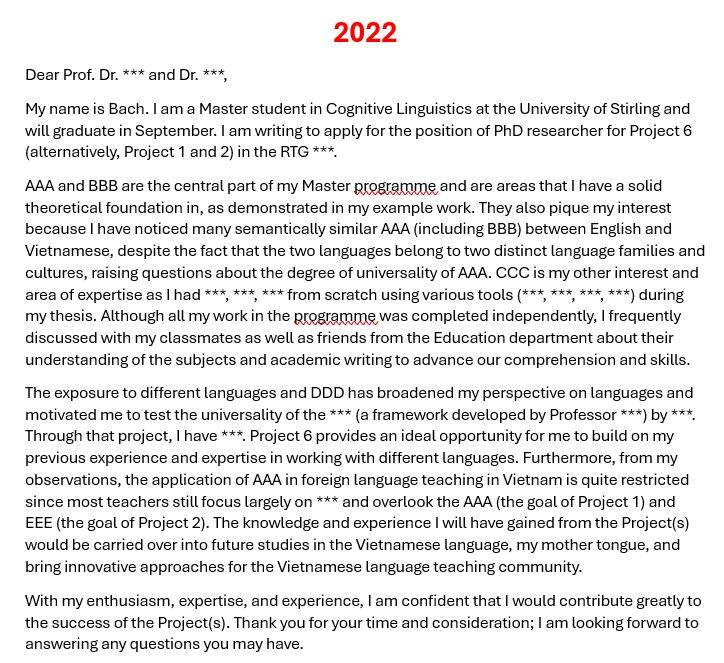 2022
Dear Prof. Dr. *** and Dr. ***,
My name is Bach. I am a Master student in Cognitive Linguistics at the University of Stirling and
will graduate in September. I am writing to apply for the position of PhD researcher for Project 6
(alternatively, Project 1 and 2) in the RTG ***.
AAA and BBB are the central part of my Master programme and are areas that I have a solid
theoretical foundation in, as demonstrated in my example work. They also pique my interest
because I have noticed many semantically similar AAA (including BBB) between English and
Vietnamese, despite the fact that the two languages belong to two distinct language families and
cultures, raising questions about the degree of universality of AAA. CCC is my other interest and
area of expertise as I had ***, ***, *** from scratch using various tools (***, ***, ***, ***) during
my thesis. Although all my work in the programme was completed independently, I frequently
discussed with my classmates as well as friends from the Education department about their
understanding of the subjects and academic writing to advance our comprehension and skills.
The exposure to different languages and DDD has broadened my perspective on languages and
motivated me to test the universality of the *** (a framework developed by Professor ***) by ***.
Through that project, I have ***. Project 6 provides an ideal opportunity for me to build on my
previous experience and expertise in working with different languages. Furthermore, from my
observations, the application of AAA in foreign language teaching in Vietnam is quite restricted
since most teachers still focus largely on *** and overlook the AAA (the goal of Project 1) and
EEE (the goal of Project 2). The knowledge and experience I will have gained from the Project(s)
would be carried over into future studies in the Vietnamese language, my mother tongue, and
bring innovative approaches for the Vietnamese language teaching community.
With my enthusiasm, expertise, and experience, I am confident that I would contribute greatly to
the success of the Project(s). Thank you for your time and consideration; I am looking forward to
answering any questions you may have.